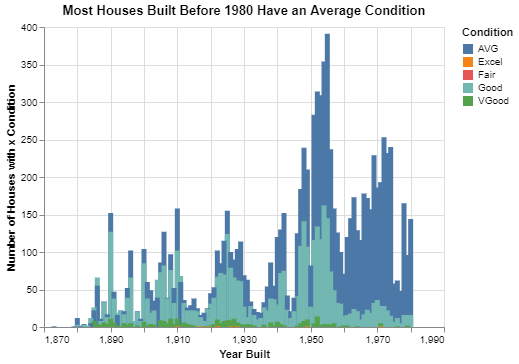 Most Houses Built Before 1980 Have an Average Condition
Condition
AVG
Excel
Fair
Good
VGood
Number of Houses with x Condition
400
350
300
250
200
150
100
50
0
1,870 1,890 1,910 1,930 1,950 1,970 1,990
Year Built